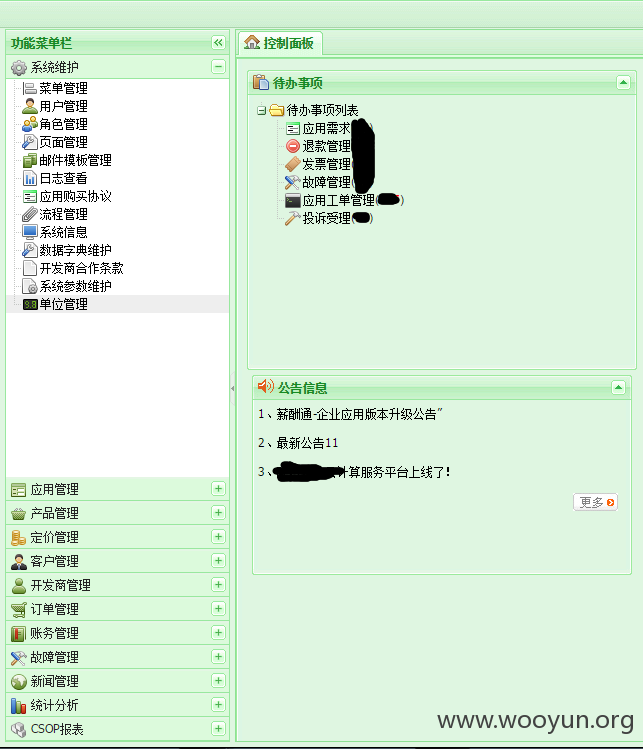 功能菜单栏
系统维护
菜单管理
用户管理
角色管理
页面管理
邮件模板管理
日志查看
应用购买协议
流程管理
系统信息
数据字典维护
开发商合作条款
系统参数维护
单位管理
应用管理
产品管理
定价管理
客户管理
开发商管理
订单管理
账务管理
故障管理
新闻管理
统计分析
CSOP报表
控制面板
待办事项
待办事项列表
应用需求
退款管理
发票管理
故障管理
应用工单管理( )
投诉受理( )
公告信息
1、薪酬通-企业应用版本升级公告”
2、最新公告11
3、 计算服务平台上线了!
更多
www.wooyun.org